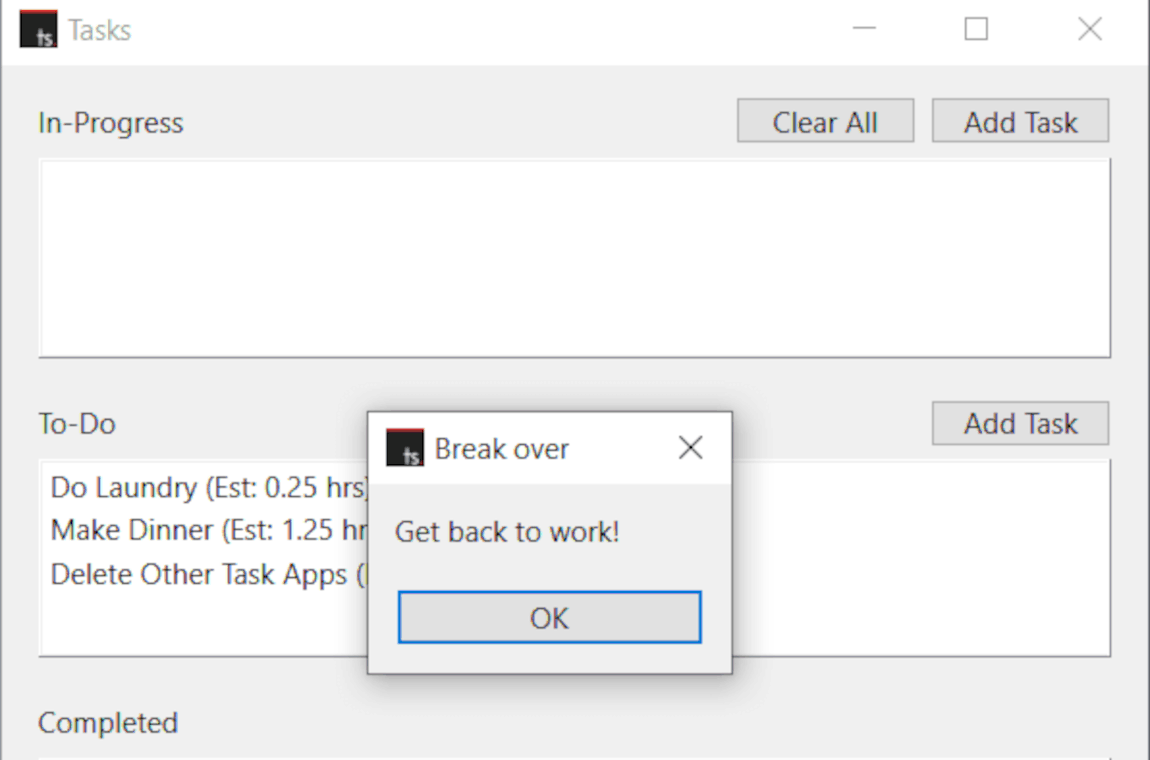 ts Tasks
In-Progress Clear All Add Task
To-Do Add Task
ts Break over
Do Laundry (Est: 0.25 hrs)
Make Dinner (Est: 1.25
Get back to work!
Delete Other Task Apps (
OK
Completed